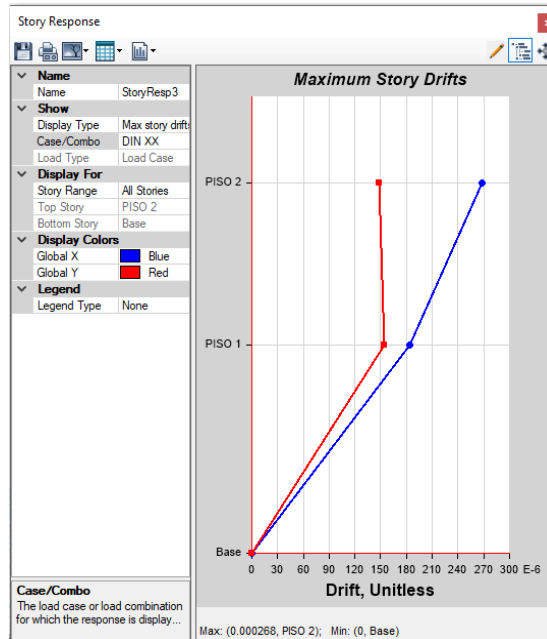 Story Response
Name
Name StoryResp3
Show
Display Type Max story drifts
Case/Combo DIN XX
Load Type Load Case
Display For
Story Range All Stories
Top Story PISO 2
Bottom Story Base
Display Colors
Global X Blue
Global Y Red
Legend
Legend Type None
Case/Combo
The load case or load combination
for which the response is display...
Maximum Story Drifts
PISO 2
PISO 1
Base
0 30 60 90 120 150 180 210 240 270 300 E-6
Drift, Unitless
Max: (0.000268, PISO 2); Min: (0, Base)